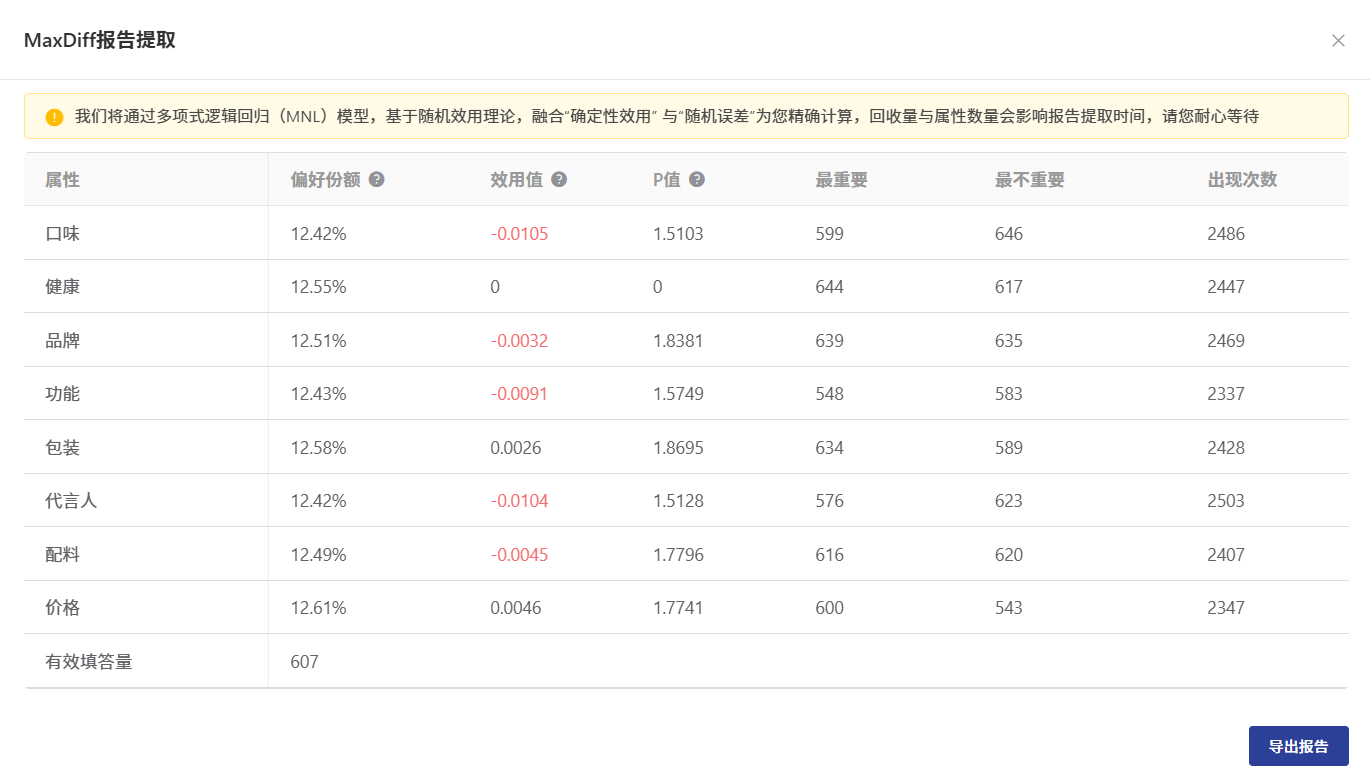 MaxDiff报告提取
我们将通过多项式逻辑回归（MNL）模型，基于随机效用理论，融合“确定性效用” 与“随机误差”为您精确计算，回收量与属性数量会影响报告提取时间，请您耐心等待
属性 偏好份额 效用值 P值 最重要 最不重要 出现次数
口味 12.42% -0.0105 1.5103 599 646 2486
健康 12.55% 0 0 644 617 2447
品牌 12.51% -0.0032 1.8381 639 635 2469
功能 12.43% -0.0091 1.5749 548 583 2337
包装 12.58% 0.0026 1.8695 634 589 2428
代言人 12.42% -0.0104 1.5128 576 623 2503
配料 12.49% -0.0045 1.7796 616 620 2407
价格 12.61% 0.0046 1.7741 600 543 2347
有效填答量 607
导出报告